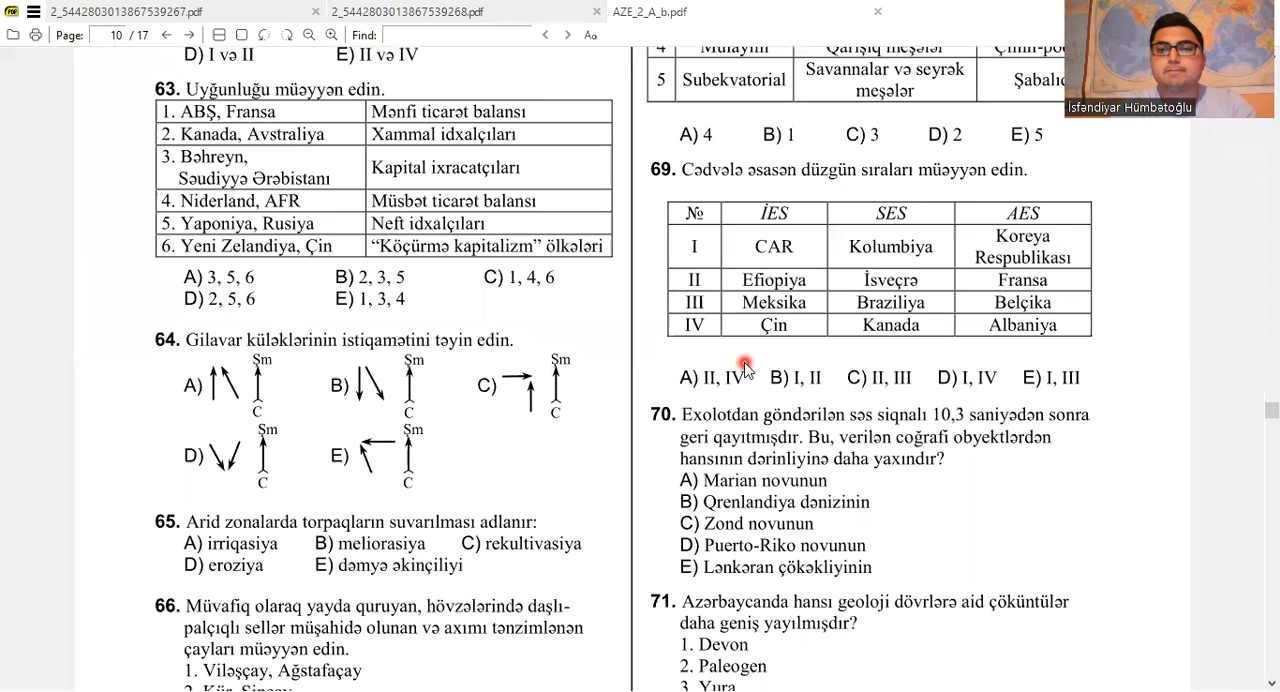 2_5442803013867539267.pdf
2_5442803013867539268.pdf
AZE_2_A_b.pdf
Page: 10 / 17
Find:
İsfəndiyar Hümbətoğlu
D) I və II E) II və IV
63. Uyğunluğu müəyyən edin.
1. ABŞ, Fransa Mənfi ticarət balansı
2. Kanada, Avstraliya Xammal idxalçıları
3. Bəhreyn,
Səudiyyə Ərəbistanı Kapital ixracatçıları
4. Niderland, AFR Müsbət ticarət balansı
5. Yaponiya, Rusiya Neft idxalçıları
6. Yeni Zelandiya, Çin “Köçürmə kapitalizm” ölkələri
A) 3, 5, 6 B) 2, 3, 5 C) 1, 4, 6
D) 2, 5, 6 E) 1, 3, 4
64. Gilavar küləklərinin istiqamətini təyin edin.
A) Şm C B) Şm C C) Şm C
D) Şm C E) Şm C
65. Arid zonalarda torpaqların suvarılması adlanır:
A) irriqasiya B) meliorasiya C) rekultivasiya
D) eroziya E) dəmyə əkinçiliyi
66. Müvafiq olaraq yayda quruyan, hövzələrində daşlı-
palçıqlı sellər müşahidə olunan və axımı tənzimlənən
çayları müəyyən edin.
1. Viləşçay, Ağstafaçay
4 Mülayim Qarışıq meşələr
5 Subekvatorial Savannalar və seyrək
meşələr
A) 4 B) 1 C) 3 D) 2 E) 5
69. Cədvələ əsasən düzgün sıraları müəyyən edin.
№ İES SES AES
I CAR Kolumbiya Koreya
Respublikası
II Efiopiya İsveçrə Fransa
III Meksika Braziliya Belçika
IV Çin Kanada Albaniya
A) II, IV B) I, II C) II, III D) I, IV E) I, III
70. Exolotdan göndərilən səs siqnalı 10,3 saniyədən sonra
geri qayıtmışdır. Bu, verilən coğrafi obyektlərdən
hansının dərinliyinə daha yaxındır?
A) Marian novunun
B) Qrenlandiya dənizinin
C) Zond novunun
D) Puerto-Riko novunun
E) Lənkəran çökəkliyinin
71. Azərbaycanda hansı geoloji dövrlərə aid çöküntülər
daha geniş yayılmışdır?
1. Devon
2. Paleogen
3. Yura